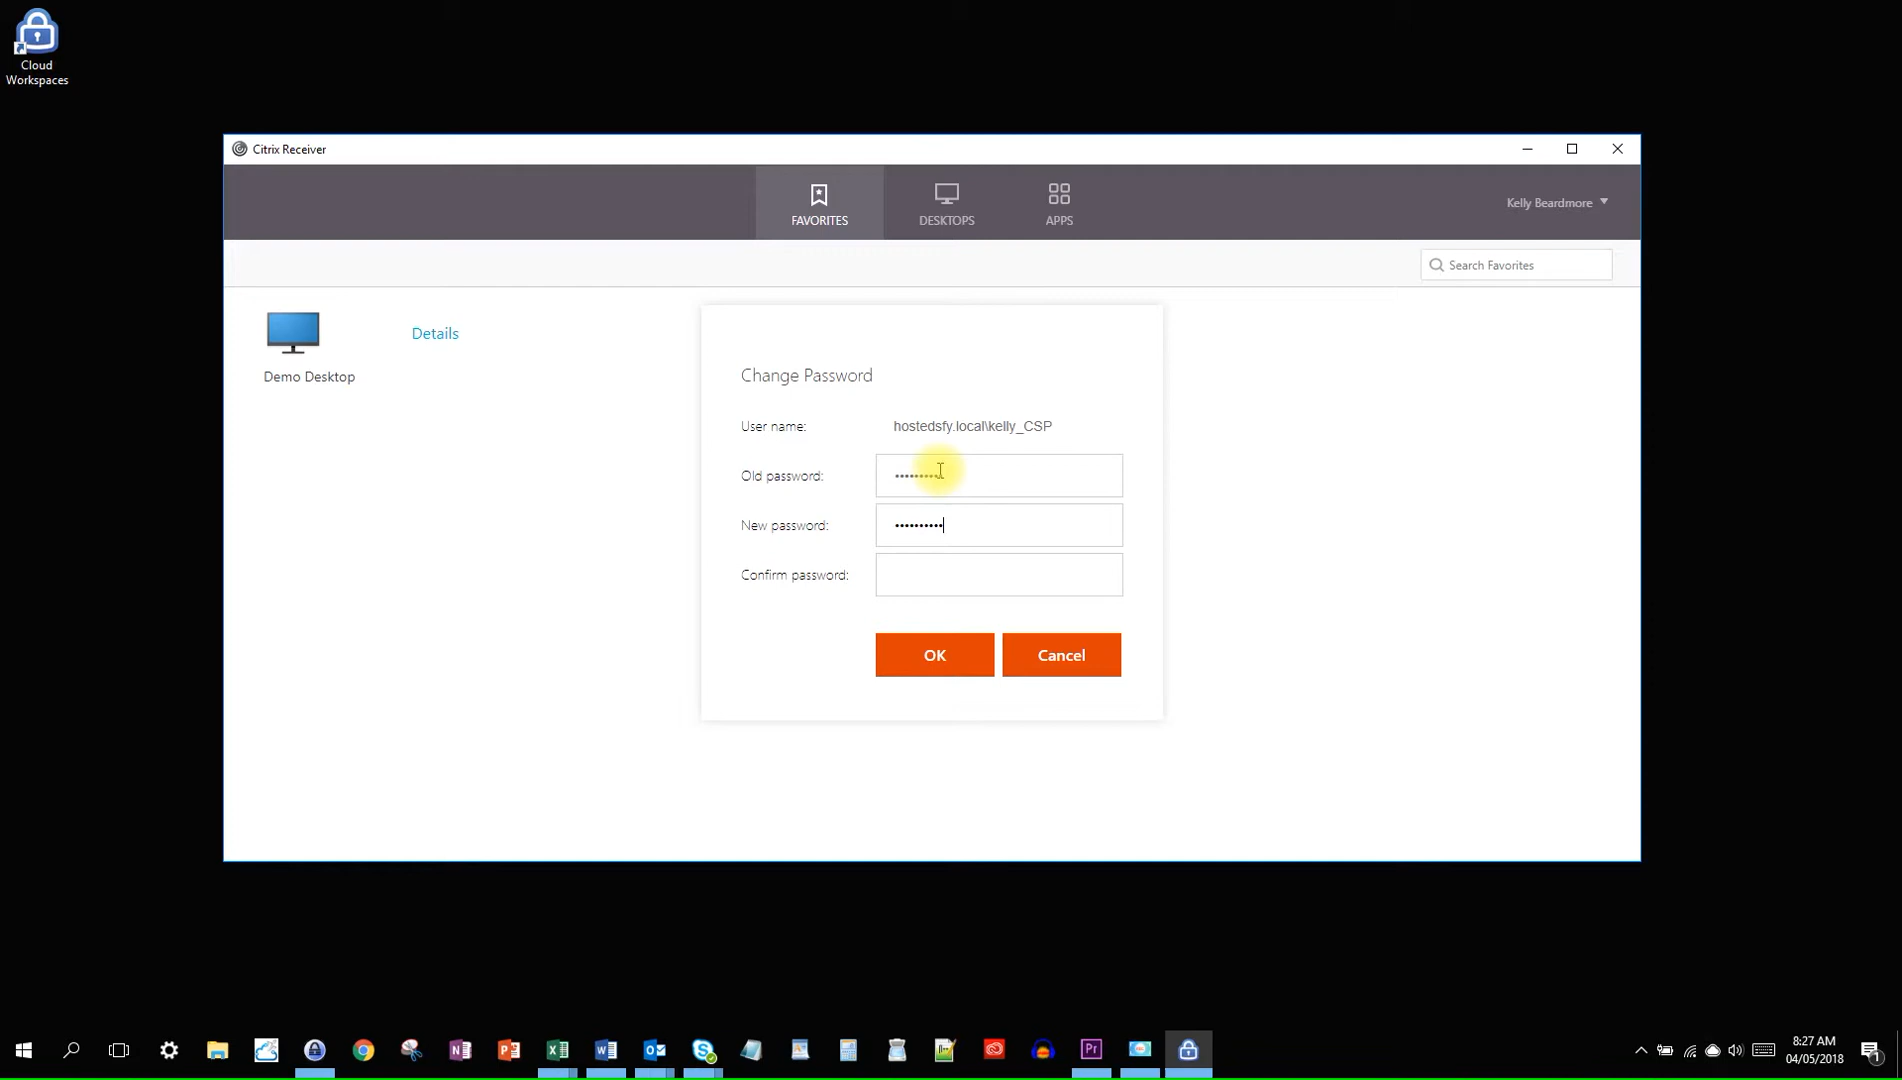 Cloud
Workspaces
Citrix Receiver
FAVORITES
DESKTOPS
APPS
Kelly Beardmore
Search Favorites
Details
Demo Desktop
Change Password
User name:
hostedsfy.local\kelly_CSP
Old password:
••••••••••
New password:
••••••••••
Confirm password:
OK
Cancel
8:27 AM
04/05/2018